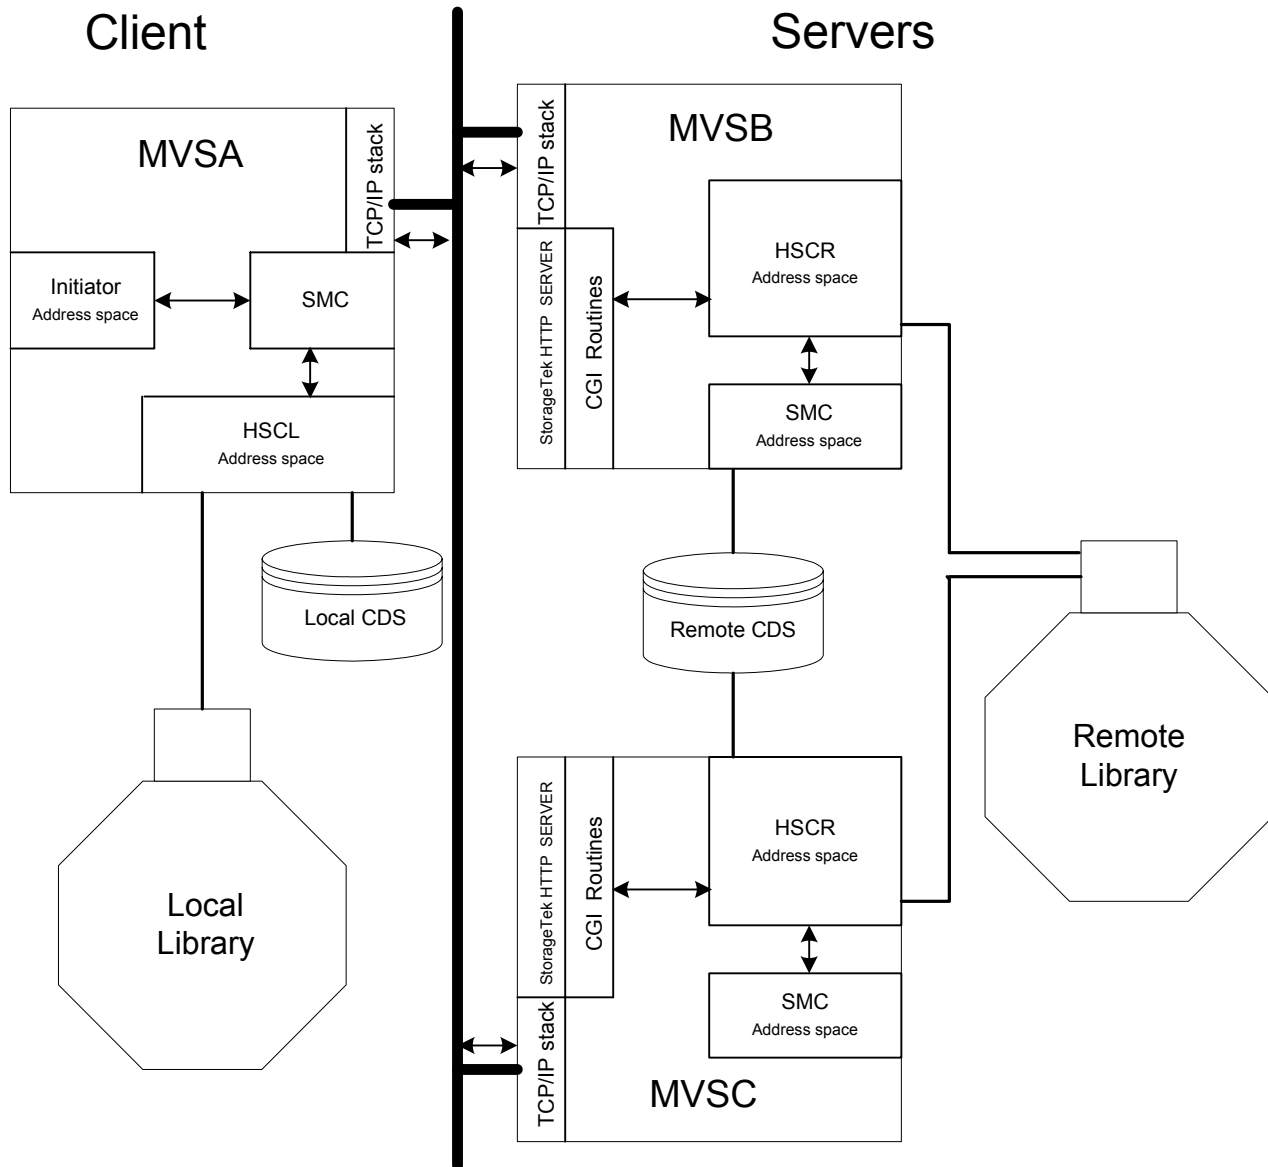 Client
Servers
MVSA
TCP/IP stack
Initiator
Address space
SMC
HSCL
Address space
Local CDS
Local
Library
MVSB
TCP/IP stack
StorageTek HTTP SERVER
CGI Routines
HSCR
Address space
SMC
Address space
Remote CDS
Remote
Library
StorageTek HTTP SERVER
CGI Routines
HSCR
Address space
SMC
Address space
TCP/IP stack
MVSC